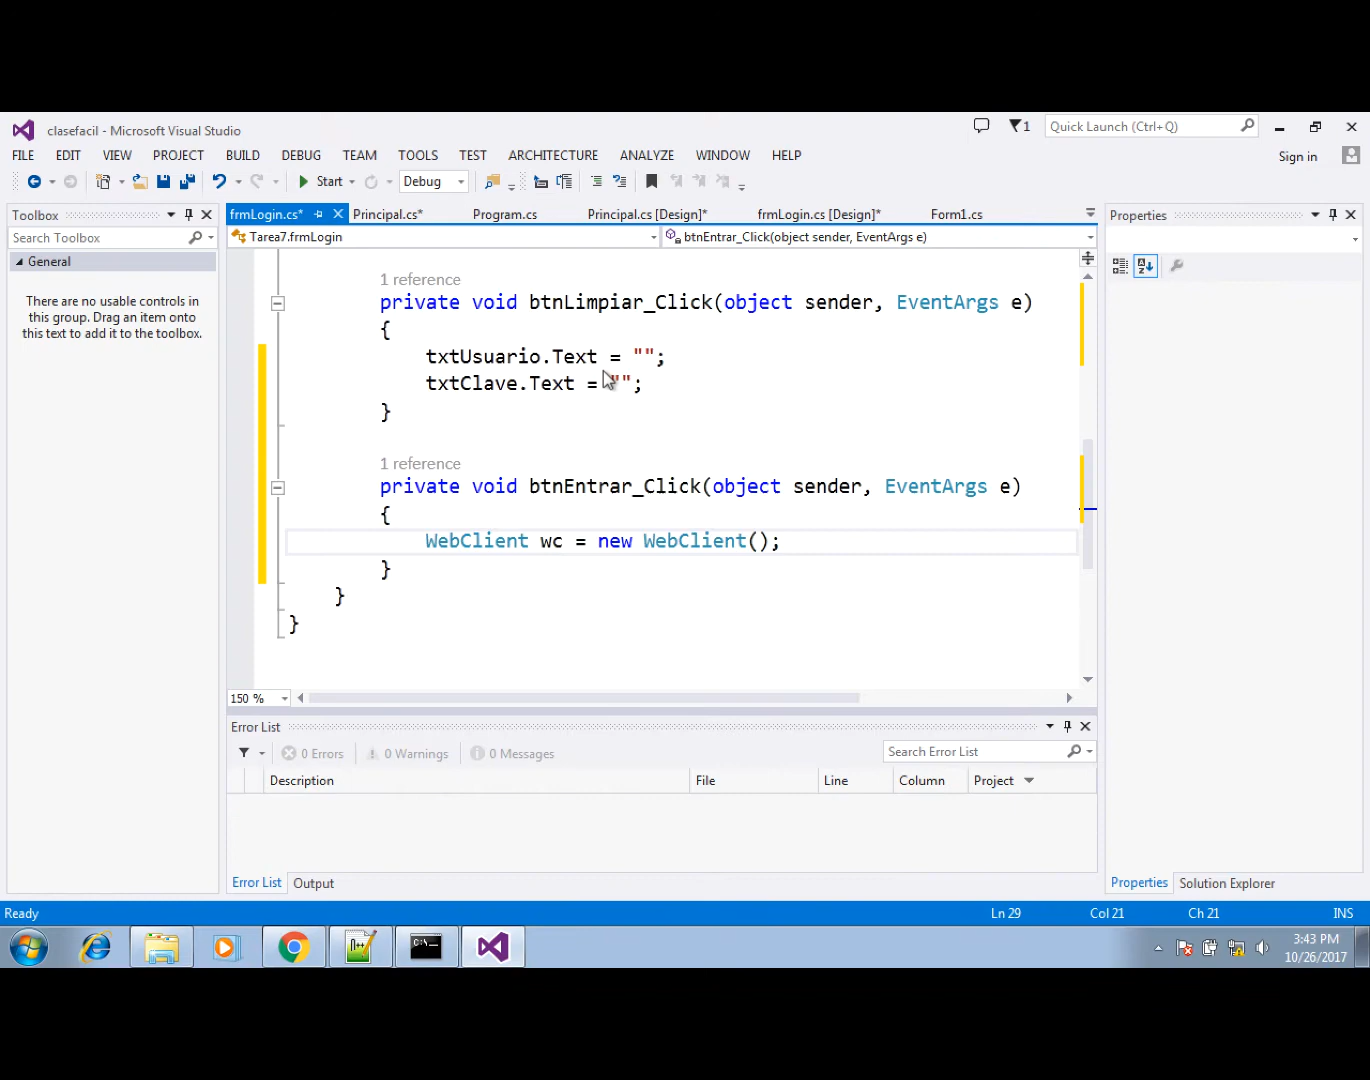 clasefacil - Microsoft Visual Studio
1
Quick Launch (Ctrl+Q)
FILE EDIT VIEW PROJECT BUILD DEBUG TEAM TOOLS TEST ARCHITECTURE ANALYZE WINDOW HELP
Sign in
Start Debug
Toolbox
Search Toolbox
General
There are no usable controls in
this group. Drag an item onto
this text to add it to the toolbox.
frmLogin.cs* Principal.cs* Program.cs Principal.cs [Design]* frmLogin.cs [Design]* Form1.cs
Tarea7.frmLogin btnEntrar_Click(object sender, EventArgs e)
1 reference
private void btnLimpiar_Click(object sender, EventArgs e)
{
txtUsuario.Text = "";
txtClave.Text = "";
}
1 reference
private void btnEntrar_Click(object sender, EventArgs e)
{
WebClient wc = new WebClient();
}
}
}
150 %
Error List
0 Errors 0 Warnings 0 Messages
Search Error List
Description File Line Column Project
Error List Output
Properties
Properties Solution Explorer
Ready Ln 29 Col 21 Ch 21 INS
3:43 PM
10/26/2017